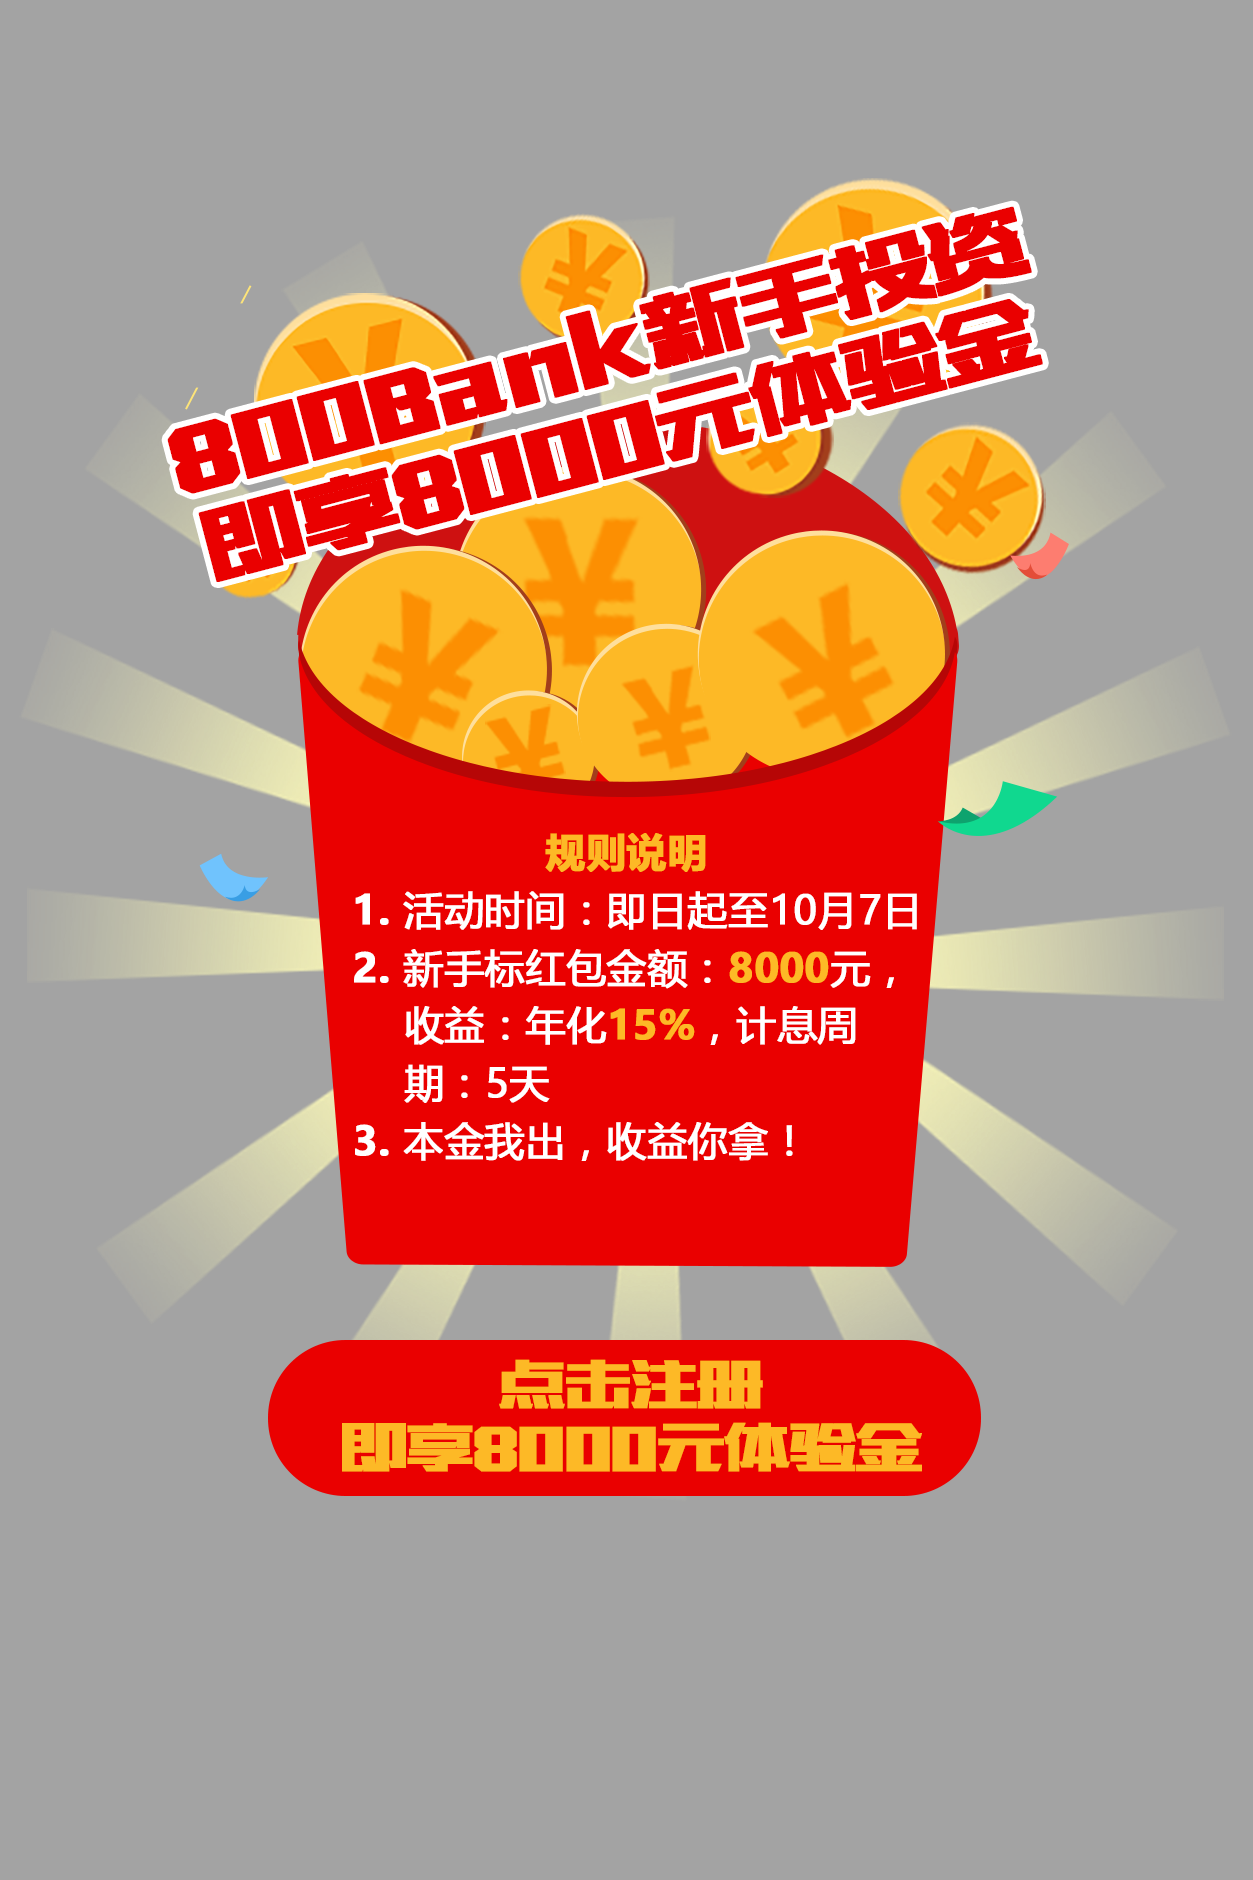 800Bank新手投资
即享8000元体验金
规则说明
1. 活动时间：即日起至10月7日
2. 新手标红包金额：8000元，
收益：年化15%，计息周
期：5天
3. 本金我出，收益你拿！
点击注册
即享8000元体验金